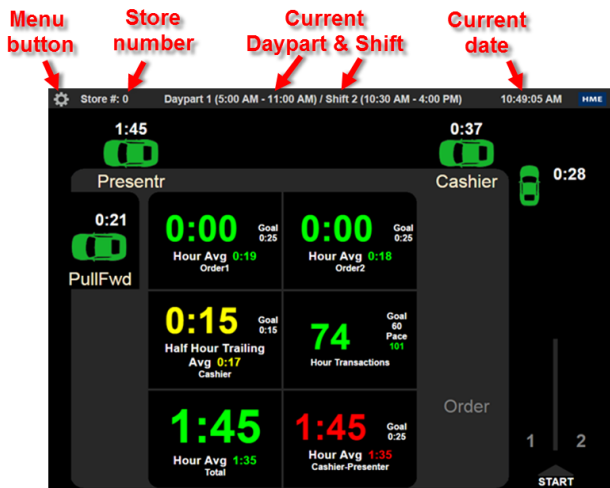 Menu button
Store number
Current Daypart & Shift
Current date
Store #: 0 Daypart 1 (5:00 AM - 11:00 AM) / Shift 2 (10:30 AM - 4:00 PM) 10:49:05 AM HME
1:45
0:37
Presentr
Cashier
0:28
0:21
PullFwd
0:00 Goal 0:25
Hour Avg 0:19
Order1
0:00 Goal 0:25
Hour Avg 0:18
Order2
0:15 Goal 0:15
Half Hour Trailing
Avg 0:17
Cashier
74 Goal 60 Pace 101
Hour Transactions
1:45
Hour Avg 1:35
Total
1:45 Goal 0:25
Hour Avg 1:35
Cashier-Presenter
Order
1 2
START